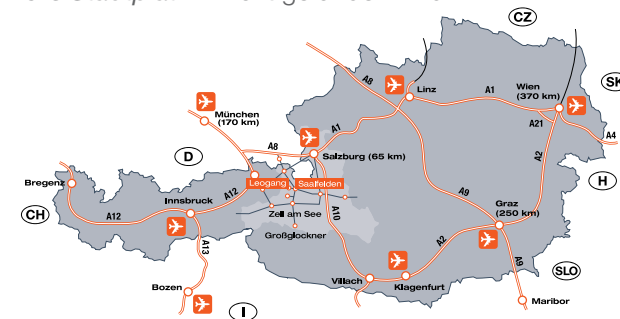 CZ
A8
Linz
A1
Wien
(370 km)
SK
München
(170 km)
A1
A21
A4
D
A8
Salzburg (65 km)
A2
H
Bregenz
Leogang
Saalfelden
CH
Innsbruck
A12
A12
Zell am See
A10
A9
Graz
(250 km)
Großglockner
A13
A2
A9
SLO
Bozen
Villach
Klagenfurt
Maribor
I